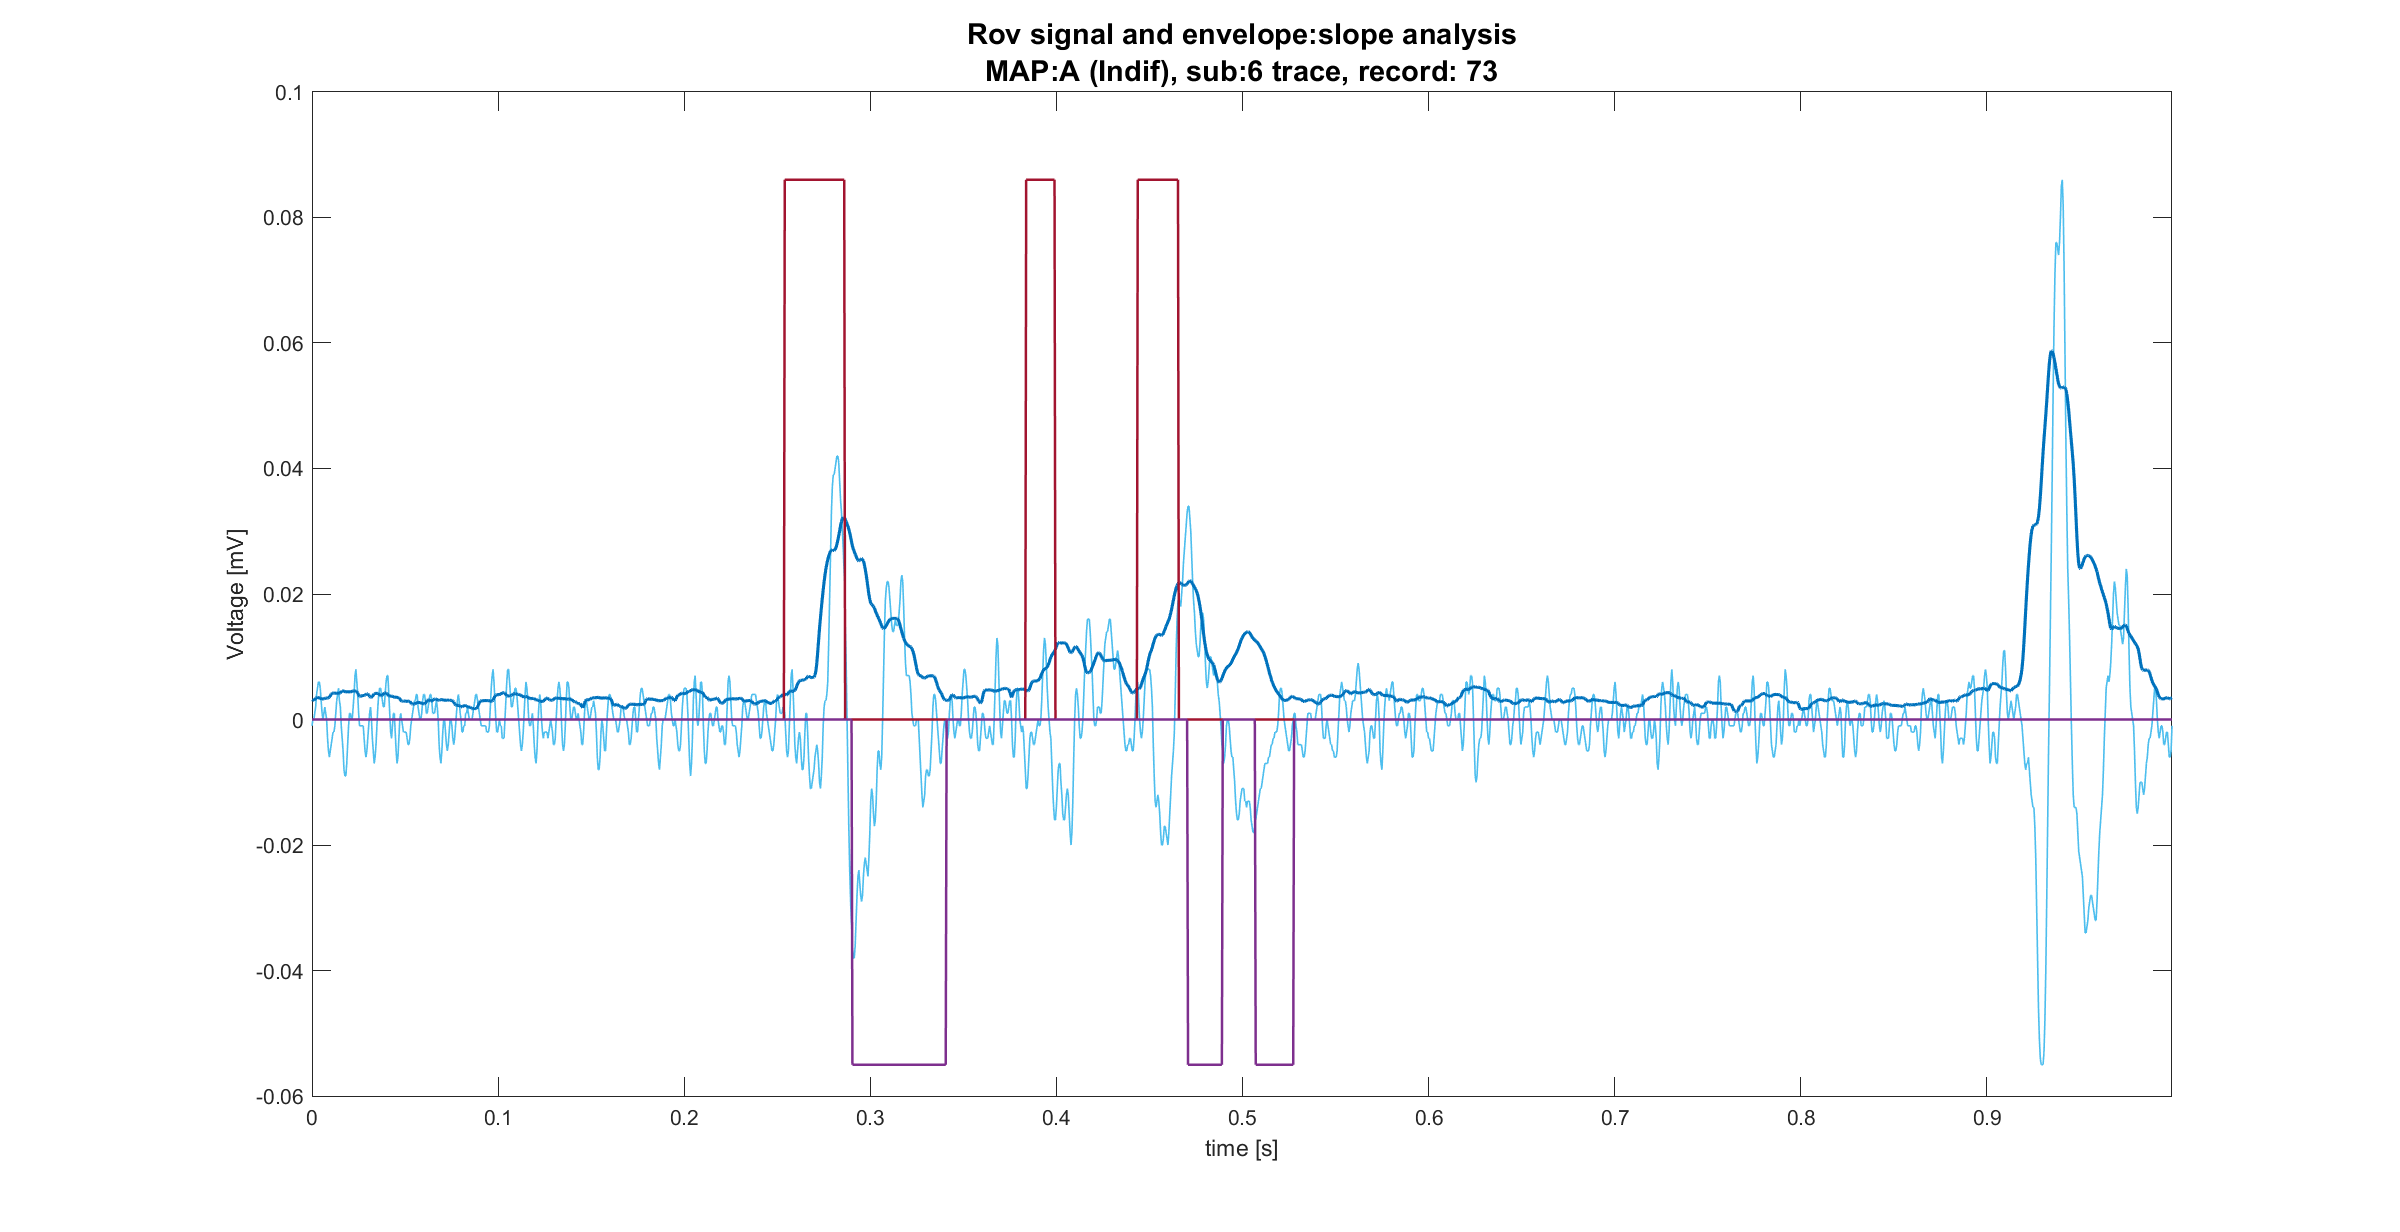 Rov signal and envelope:slope analysis
MAP:A (Indif), sub:6 trace, record: 73
0.1
0.08
0.06
0.04
0.02
0
-0.02
-0.04
-0.06
Voltage [mV]
0 0.1 0.2 0.3 0.4 0.5 0.6 0.7 0.8 0.9
time [s]